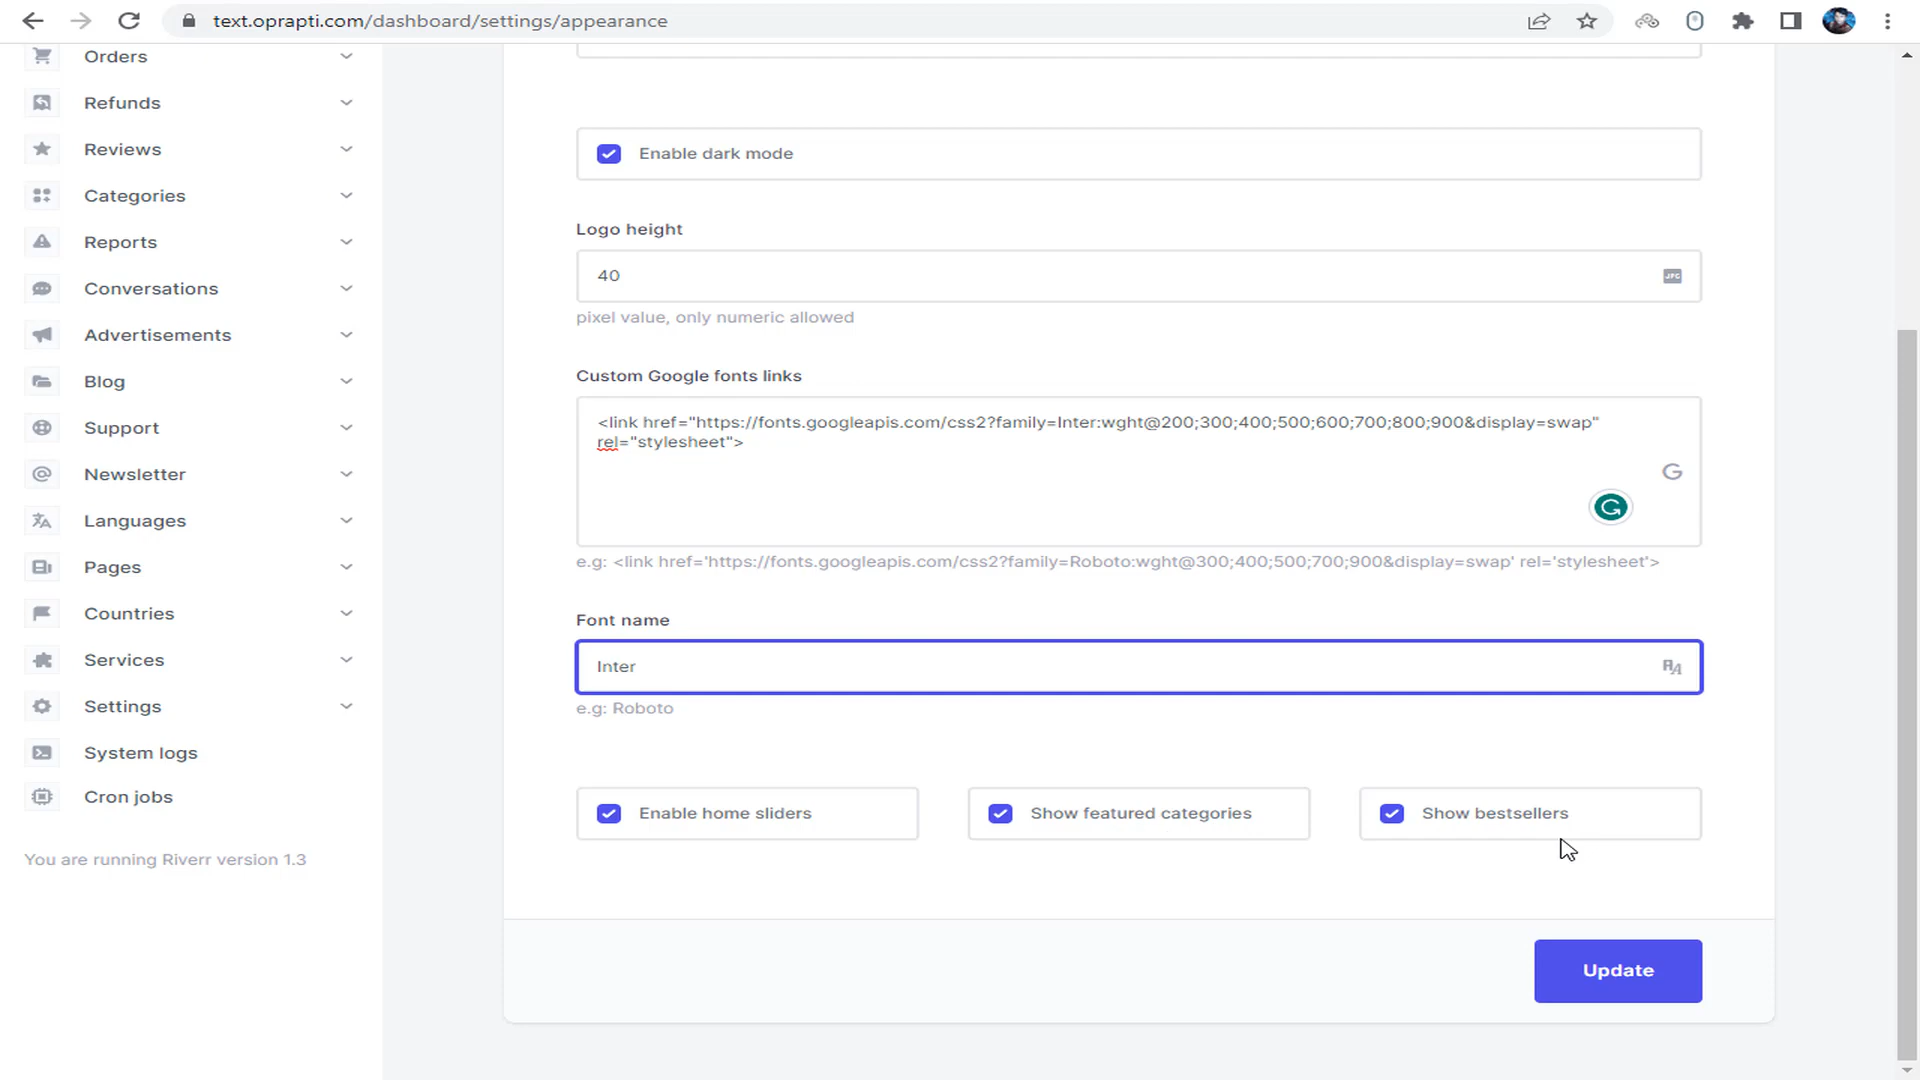 text.oprapti.com/dashboard/settings/appearance
Orders
Refunds
Reviews
Categories
Reports
Conversations
Advertisements
Blog
Support
Newsletter
Languages
Pages
Countries
Services
Settings
System logs
Cron jobs
You are running Riverr version 1.3
Enable dark mode
Logo height
40
JPG
pixel value, only numeric allowed
Custom Google fonts links
<link href="https://fonts.googleapis.com/css2?family=Inter:wght@200;300;400;500;600;700;800;900&display=swap"
rel="stylesheet">
e.g: <link href='https://fonts.googleapis.com/css2?family=Roboto:wght@300;400;500;700;900&display=swap' rel='stylesheet'>
Font name
Inter
e.g: Roboto
Enable home sliders
Show featured categories
Show bestsellers
Update